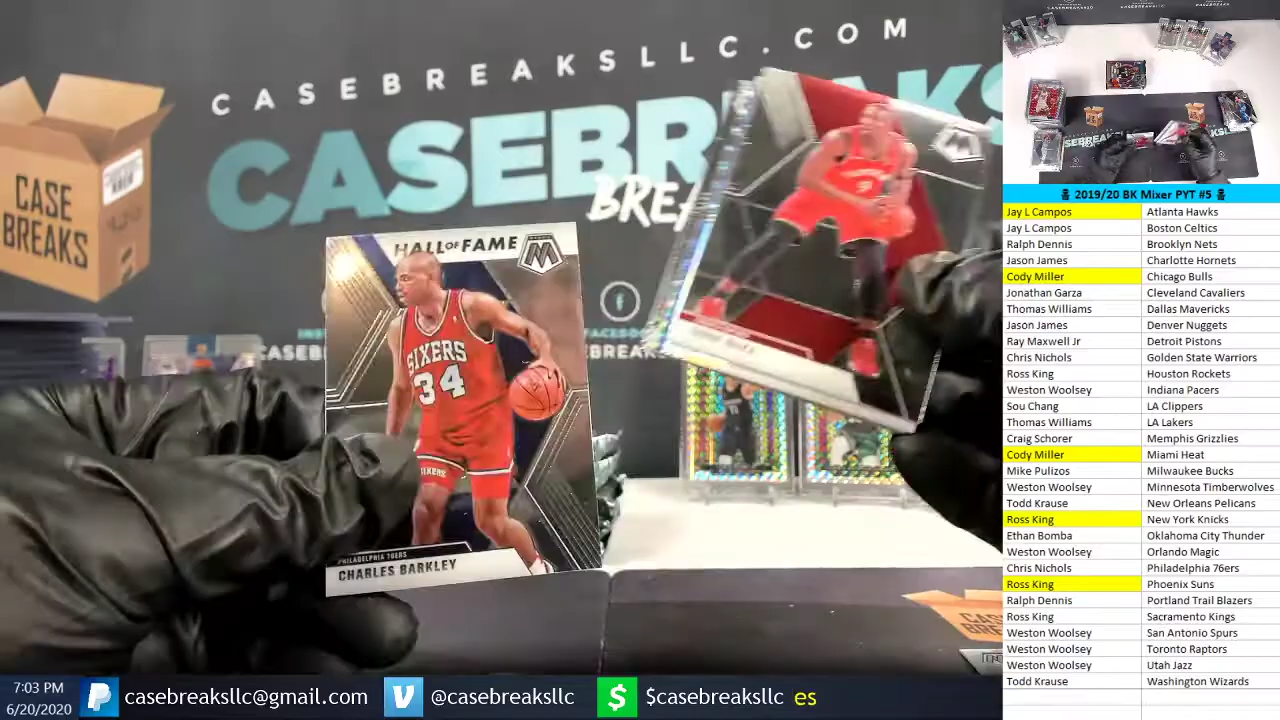 CASEBREAKSLLC.COM
CASEBREAKS
BREA
CASE
BREAKS
HALL OF FAME
M
SIXERS
34
SIXERS
PHILADELPHIA 76ERS
CHARLES BARKLEY
2019/20 BK Mixer PYT #5
Jay L Campos Atlanta Hawks
Jay L Campos Boston Celtics
Ralph Dennis Brooklyn Nets
Jason James Charlotte Hornets
Cody Miller Chicago Bulls
Jonathan Garza Cleveland Cavaliers
Thomas Williams Dallas Mavericks
Jason James Denver Nuggets
Ray Maxwell Jr Detroit Pistons
Chris Nichols Golden State Warriors
Ross King Houston Rockets
Weston Woolsey Indiana Pacers
Sou Chang LA Clippers
Thomas Williams LA Lakers
Craig Schorer Memphis Grizzlies
Cody Miller Miami Heat
Mike Pulizos Milwaukee Bucks
Weston Woolsey Minnesota Timberwolves
Todd Krause New Orleans Pelicans
Ross King New York Knicks
Ethan Bomba Oklahoma City Thunder
Weston Woolsey Orlando Magic
Chris Nichols Philadelphia 76ers
Ross King Phoenix Suns
Ralph Dennis Portland Trail Blazers
Ross King Sacramento Kings
Weston Woolsey San Antonio Spurs
Weston Woolsey Toronto Raptors
Weston Woolsey Utah Jazz
Todd Krause Washington Wizards
7:03 PM
6/20/2020
casebreaksllc@gmail.com
@casebreaksllc
$casebreaksllc es